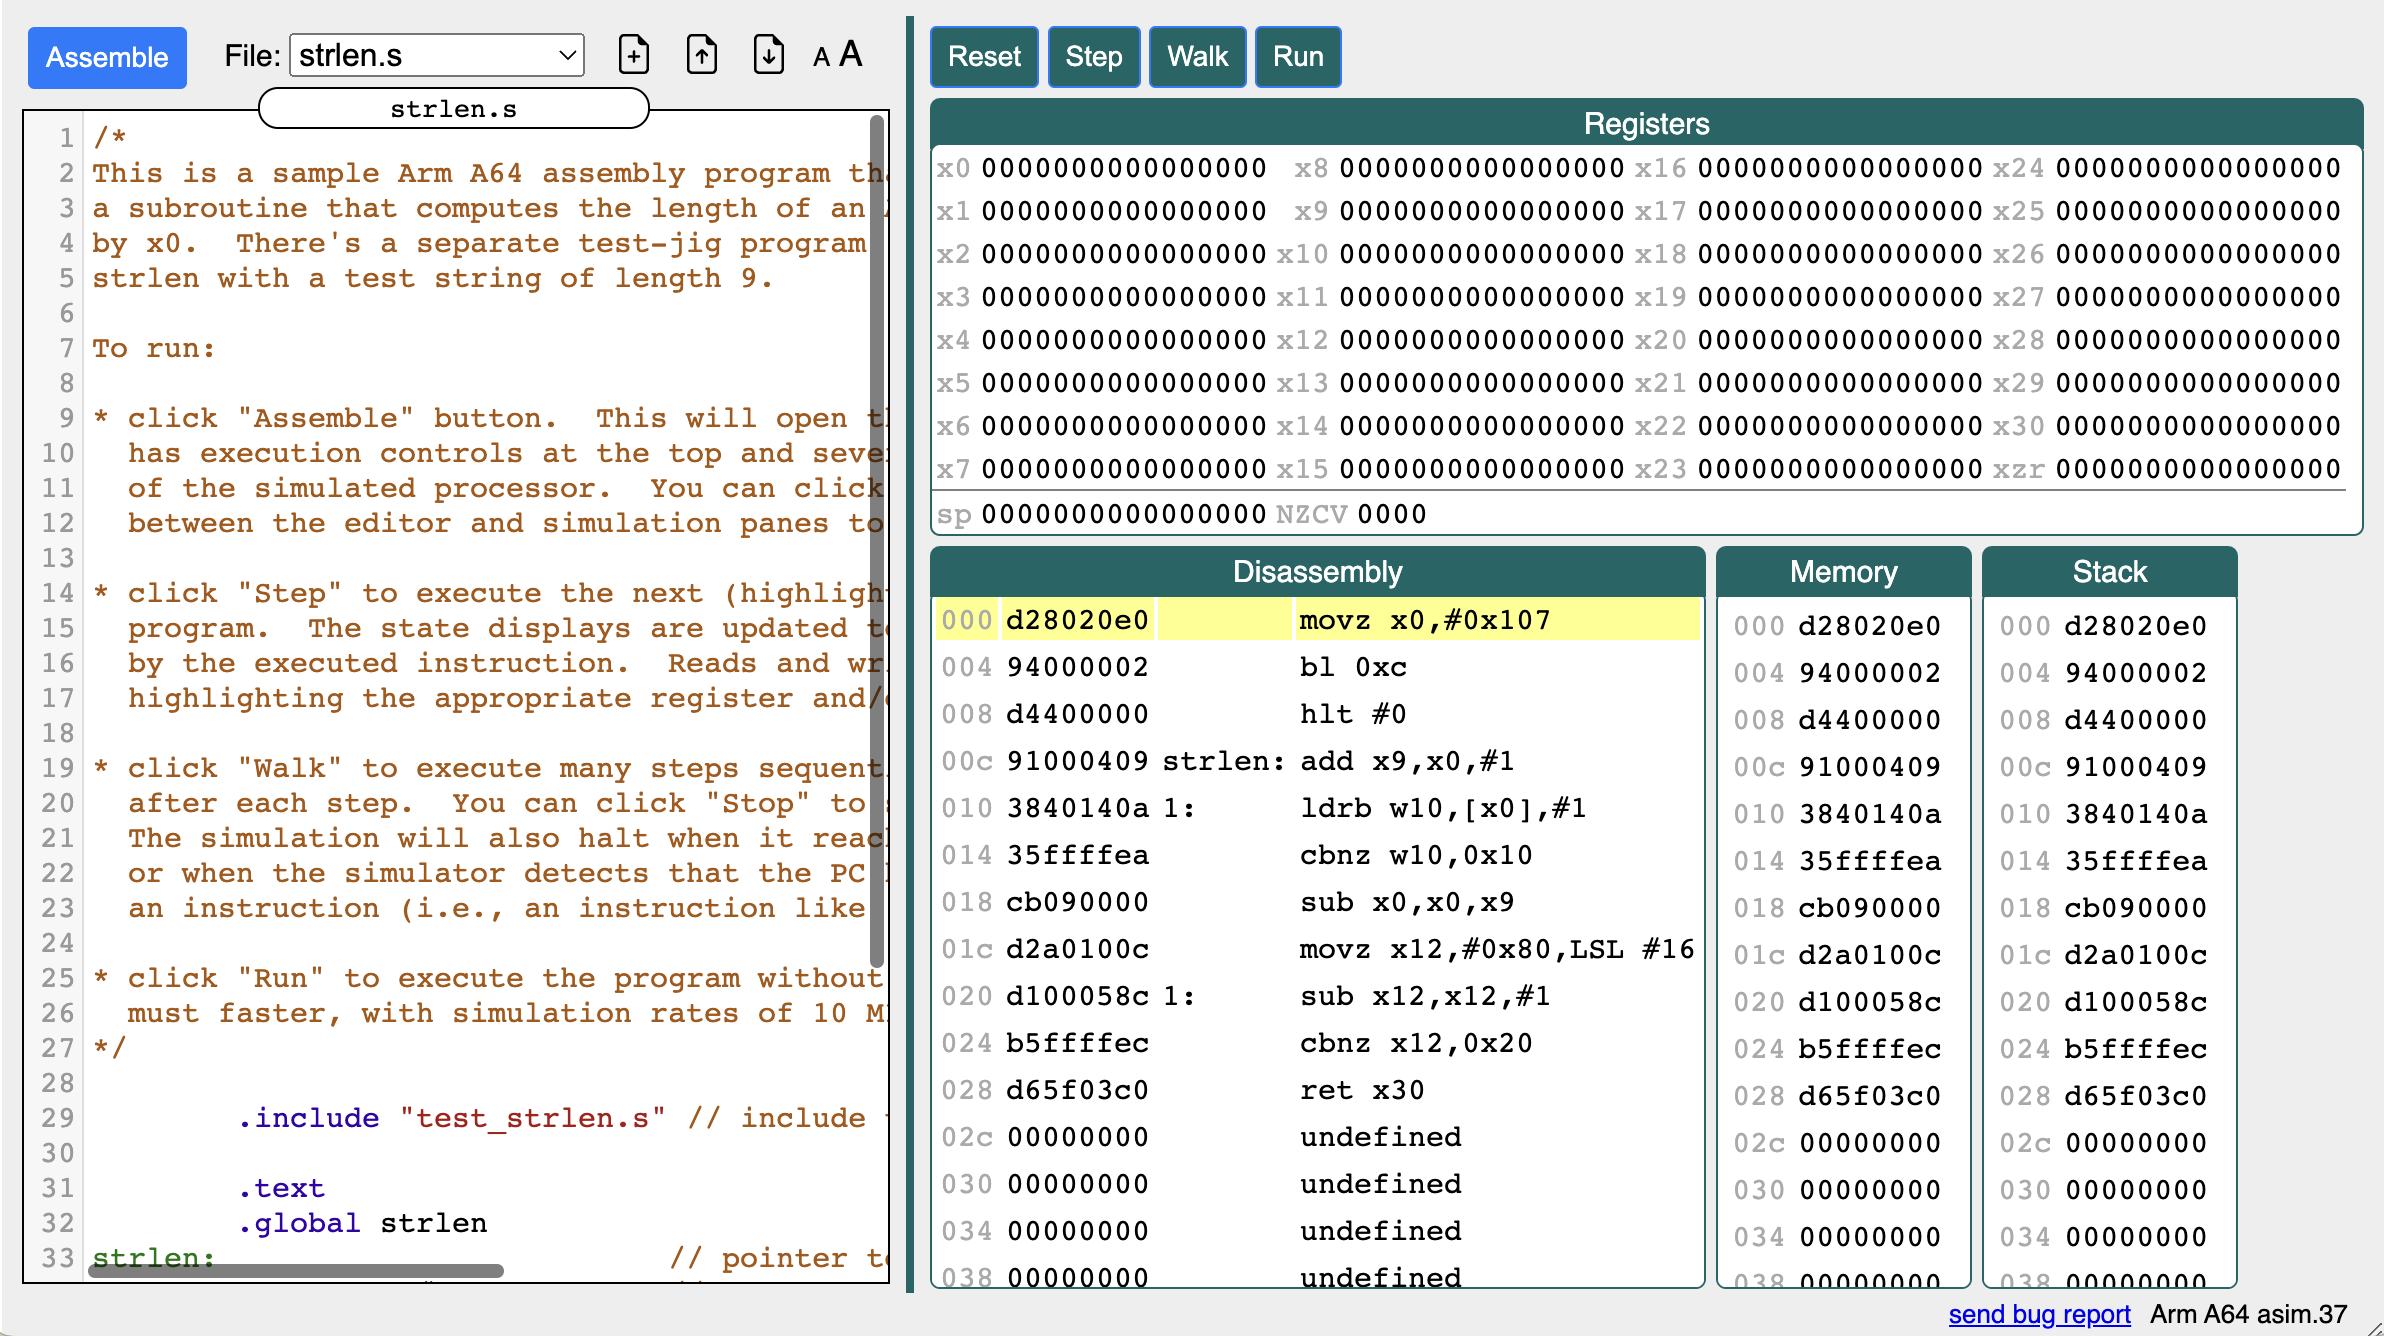 Assemble File: strlen.s A A
strlen.s
1 /*
2 This is a sample Arm A64 assembly program
3 a subroutine that computes the length of an
4 by x0.  There's a separate test-jig program
5 strlen with a test string of length 9.
6
7 To run:
8
9 * click "Assemble" button.  This will open
10   has execution controls at the top and
11   of the simulated processor.  You can click
12   between the editor and simulation panes to
13
14 * click "Step" to execute the next
15   program.  The state displays are updated
16   by the executed instruction.  Reads and
17   highlighting the appropriate register
18
19 * click "Walk" to execute many steps
20   after each step.  You can click "Stop" to
21   The simulation will also halt when it
22   or when the simulator detects that the PC
23   an instruction (i.e., an instruction like
24
25 * click "Run" to execute the program without
26   must faster, with simulation rates of 10
27 */
28
29 .include "test_strlen.s" // include
30
31 .text
32 .global strlen
33 strlen: // pointer
Reset Step Walk Run
Registers
x0 0000000000000000 x8 0000000000000000 x16 0000000000000000 x24 0000000000000000
x1 0000000000000000 x9 0000000000000000 x17 0000000000000000 x25 0000000000000000
x2 0000000000000000 x10 0000000000000000 x18 0000000000000000 x26 0000000000000000
x3 0000000000000000 x11 0000000000000000 x19 0000000000000000 x27 0000000000000000
x4 0000000000000000 x12 0000000000000000 x20 0000000000000000 x28 0000000000000000
x5 0000000000000000 x13 0000000000000000 x21 0000000000000000 x29 0000000000000000
x6 0000000000000000 x14 0000000000000000 x22 0000000000000000 x30 0000000000000000
x7 0000000000000000 x15 0000000000000000 x23 0000000000000000 xzr 0000000000000000
sp 0000000000000000 NZCV 0000
Disassembly
000 d28020e0 movz x0,#0x107
004 94000002 bl 0xc
008 d4400000 hlt #0
00c 91000409 strlen: add x9,x0,#1
010 3840140a 1: ldrb w10,[x0],#1
014 35ffffea cbnz w10,0x10
018 cb090000 sub x0,x0,x9
01c d2a0100c movz x12,#0x80,LSL #16
020 d100058c 1: sub x12,x12,#1
024 b5ffffec cbnz x12,0x20
028 d65f03c0 ret x30
02c 00000000 undefined
030 00000000 undefined
034 00000000 undefined
038 00000000 undefined
Memory
000 d28020e0
004 94000002
008 d4400000
00c 91000409
010 3840140a
014 35ffffea
018 cb090000
01c d2a0100c
020 d100058c
024 b5ffffec
028 d65f03c0
02c 00000000
030 00000000
034 00000000
038 00000000
Stack
000 d28020e0
004 94000002
008 d4400000
00c 91000409
010 3840140a
014 35ffffea
018 cb090000
01c d2a0100c
020 d100058c
024 b5ffffec
028 d65f03c0
02c 00000000
030 00000000
034 00000000
038 00000000
send bug report Arm A64 asim.37